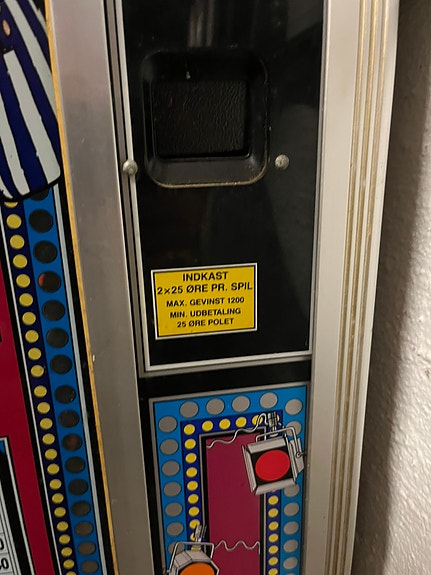 INDKAST
2×25 ØRE PR. SPIL
MAX. GEVINST 1200
MIN. UDBETALING
25 ØRE POLET